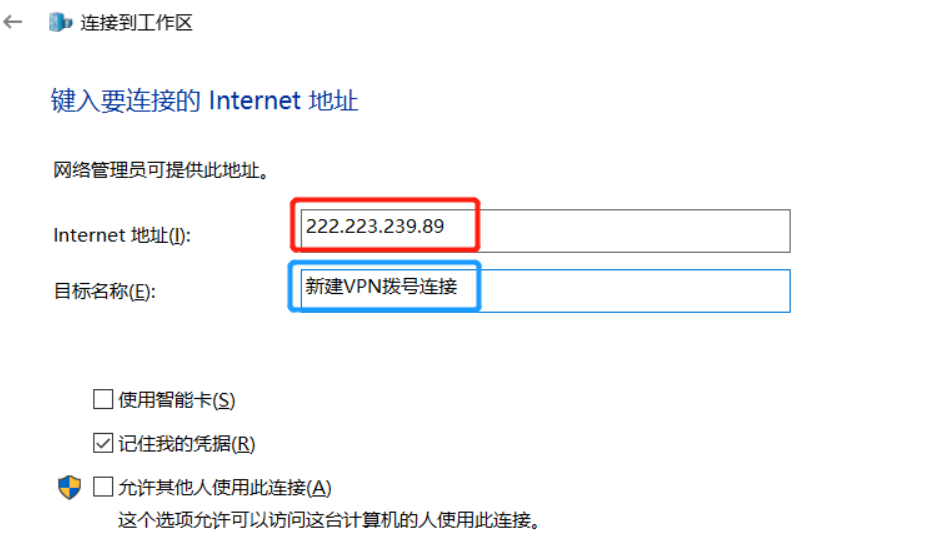 连接到工作区
键入要连接的 Internet 地址
网络管理员可提供此地址。
Internet 地址(I): 222.223.239.89
目标名称(E): 新建VPN拨号连接
使用智能卡(S)
记住我的凭据(R)
允许其他人使用此连接(A)
这个选项允许可以访问这台计算机的人使用此连接。